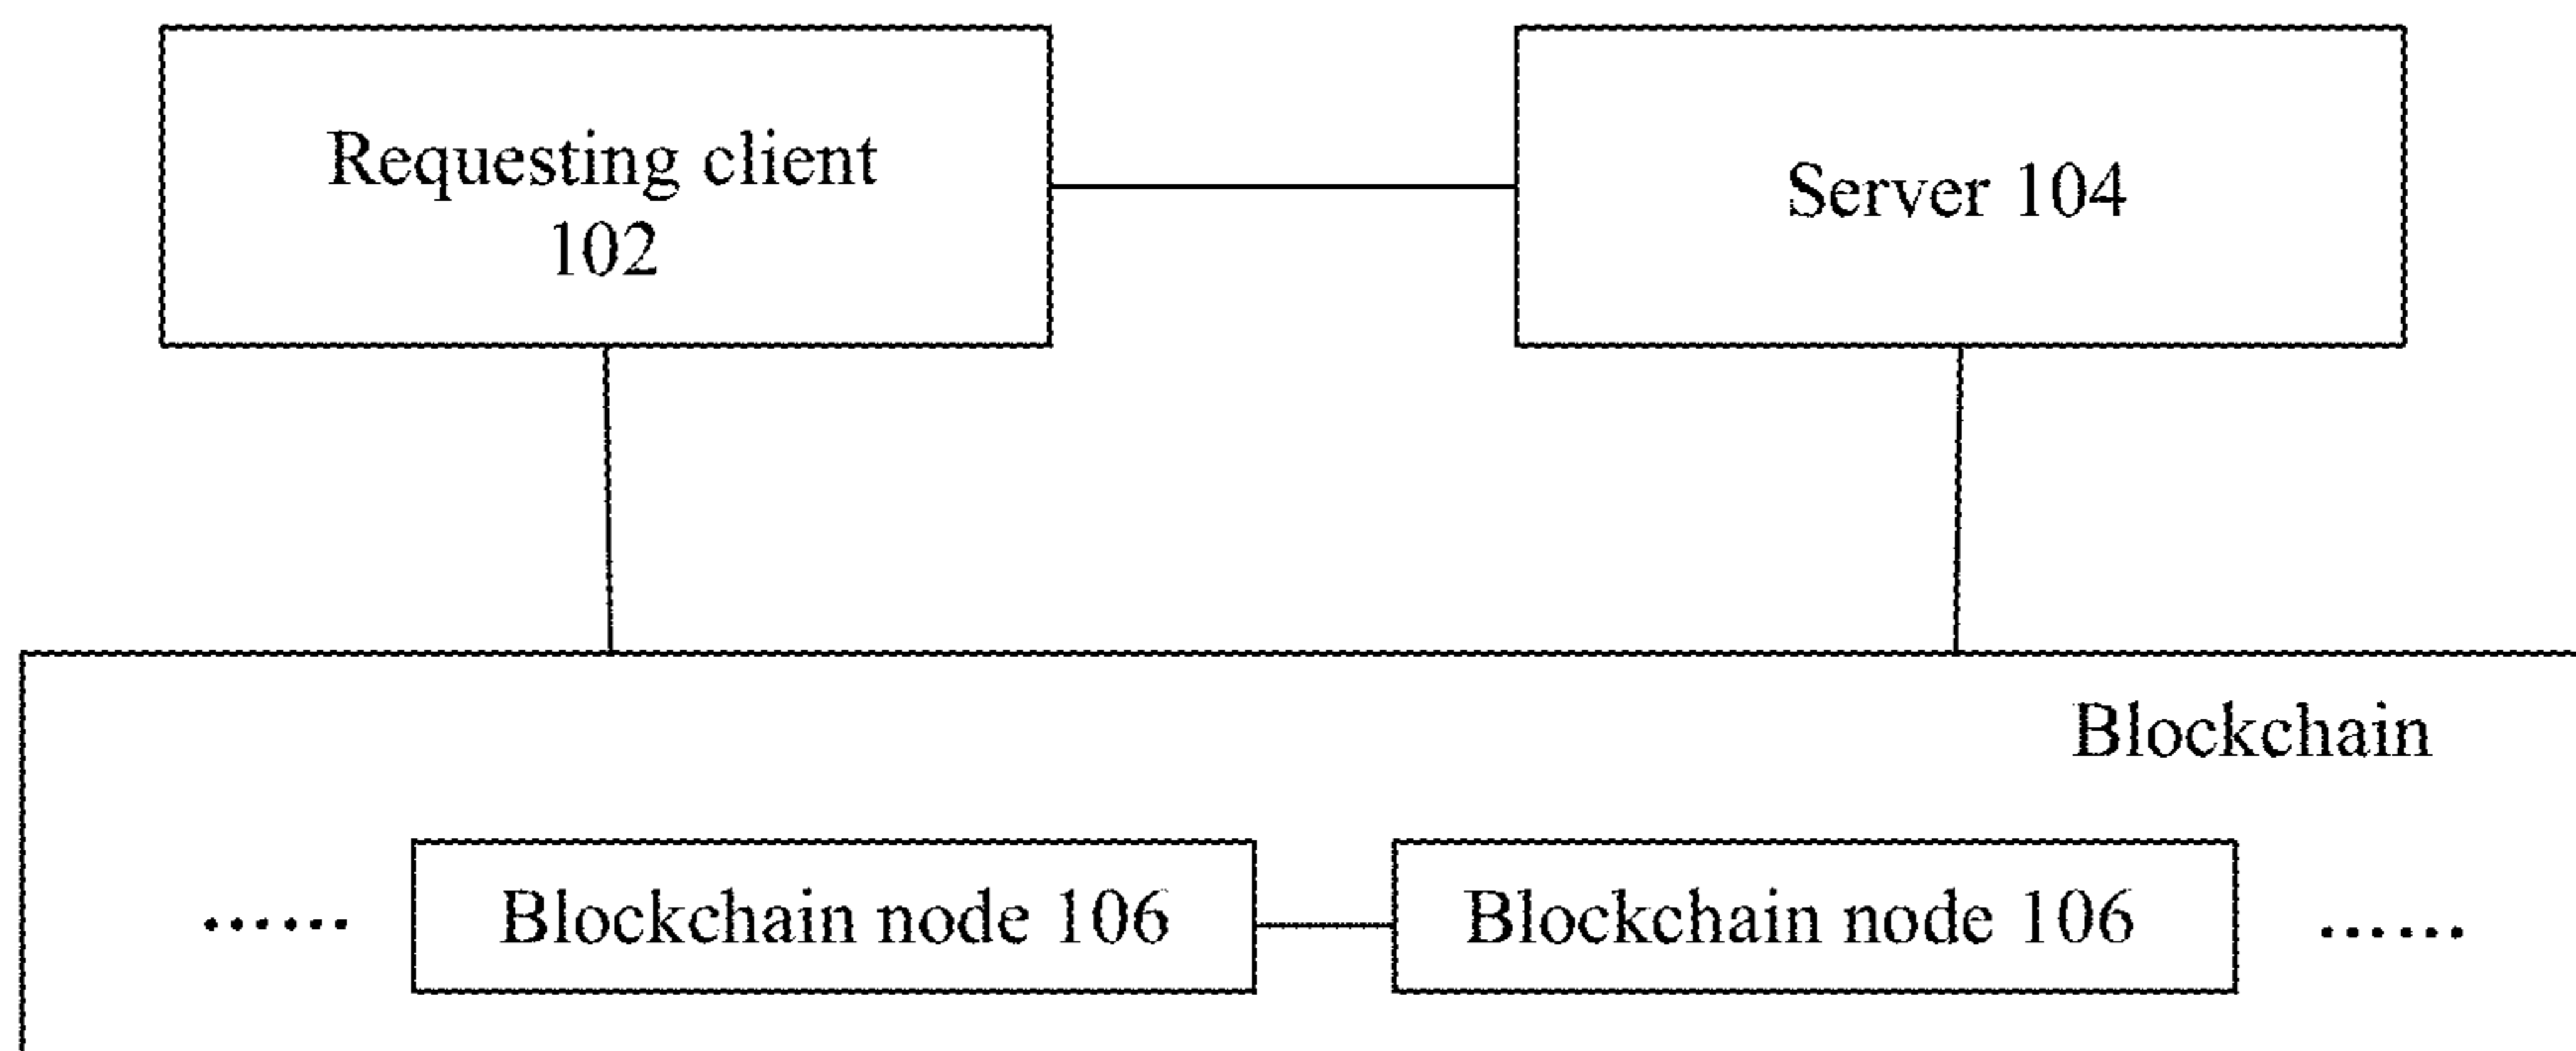 Requesting client
102
Server 104
Blockchain
...... Blockchain node 106 Blockchain node 106 ......